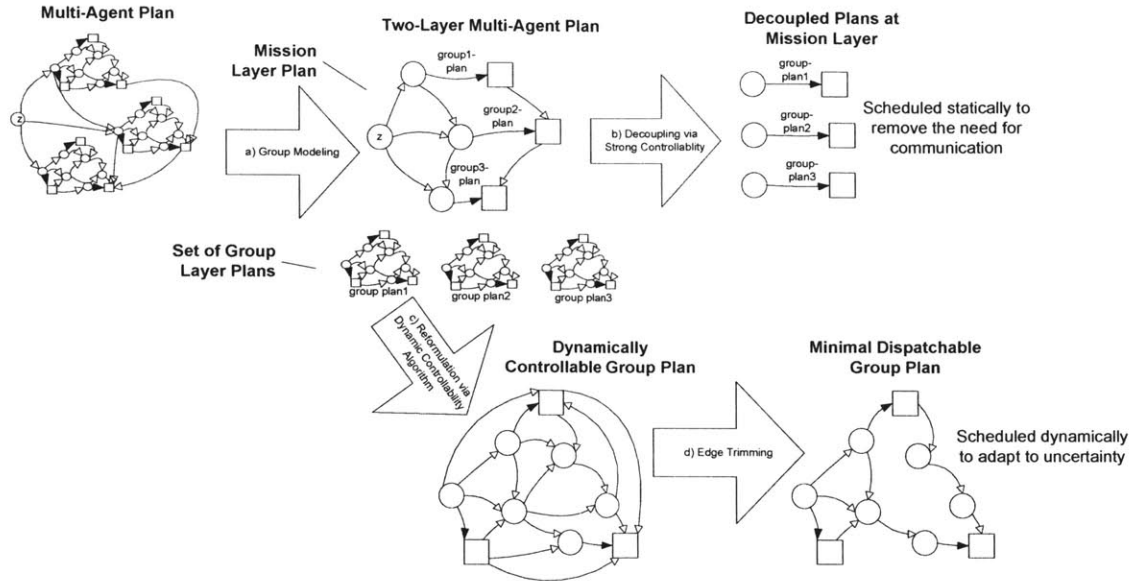 Multi-Agent Plan
z
a) Group Modeling
Mission
Layer Plan
Two-Layer Multi-Agent Plan
group1-
plan
group2-
plan
z
group3-
plan
b) Decoupling via
Strong Controllablity
Decoupled Plans at
Mission Layer
group-
plan1
group-
plan2
group-
plan3
Scheduled statically to
remove the need for
communication
Set of Group
Layer Plans
group plan1
group plan2
group plan3
c) Reformulation via
Dynamic Controllability
Algorithm
Dynamically
Controllable Group Plan
d) Edge Trimming
Minimal Dispatchable
Group Plan
Scheduled dynamically
to adapt to uncertainty